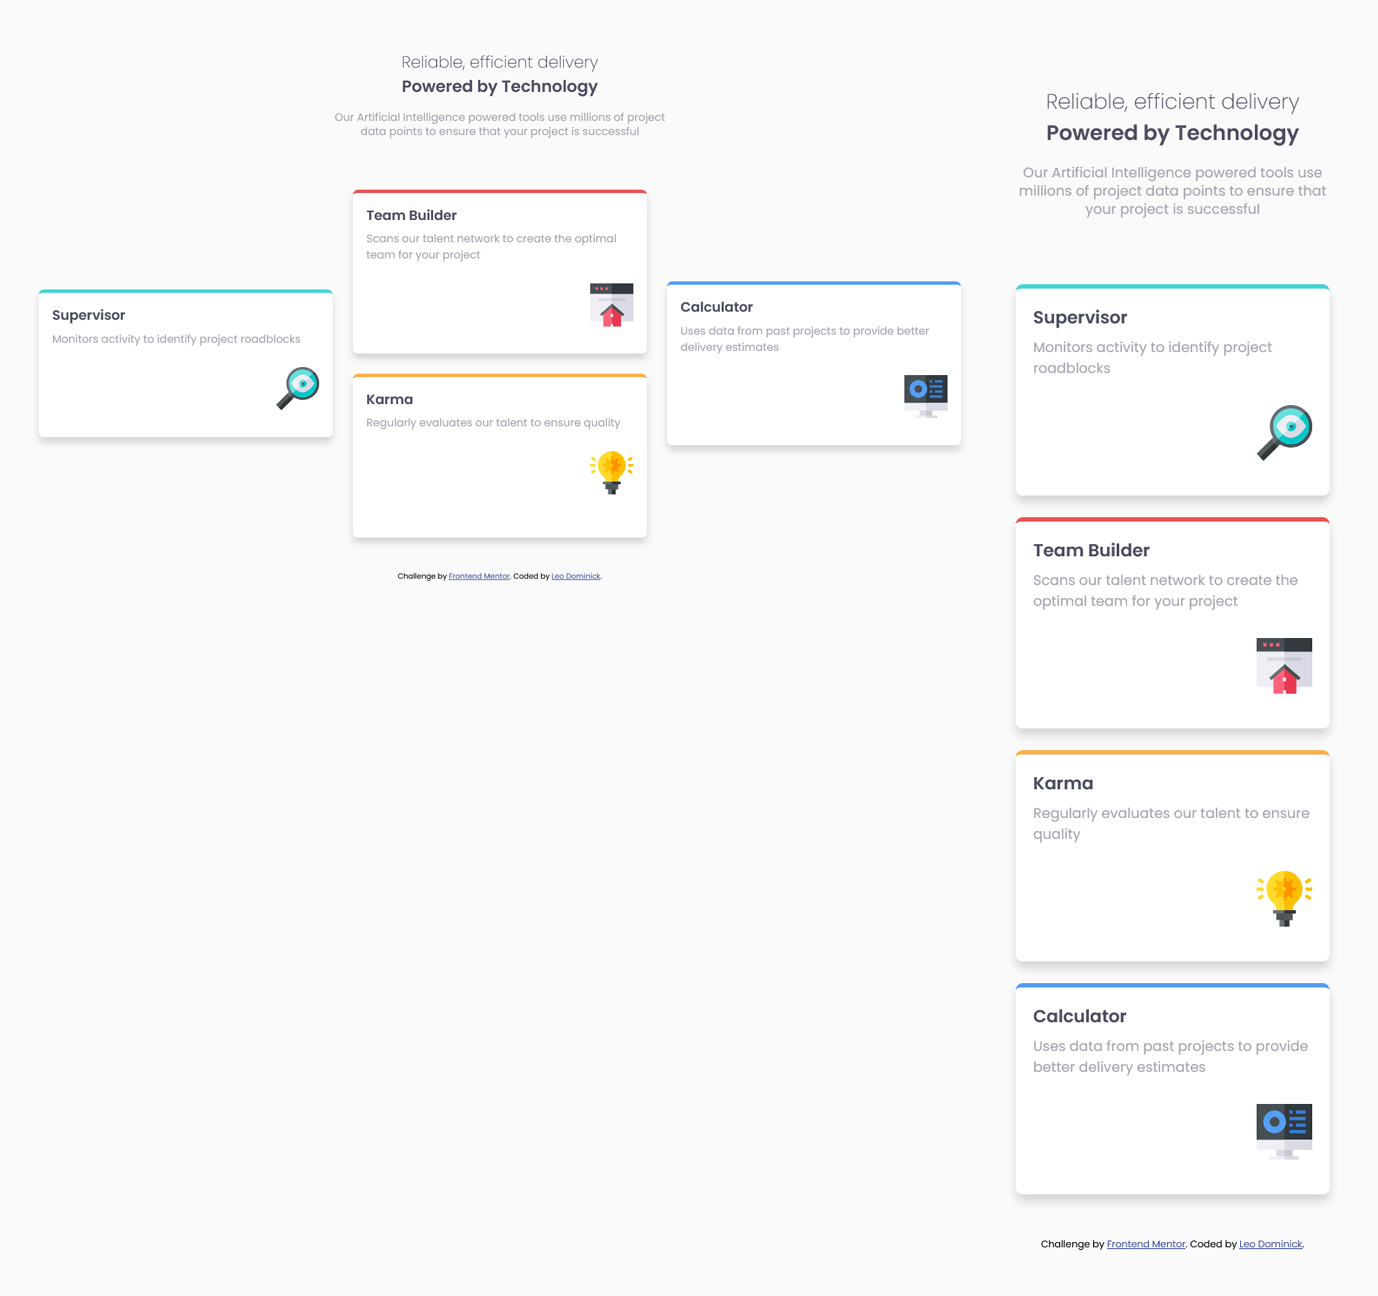 Reliable, efficient delivery
Powered by Technology
Our Artificial Intelligence powered tools use millions of project
data points to ensure that your project is successful
Supervisor
Monitors activity to identify project roadblocks
Team Builder
Scans our talent network to create the optimal
team for your project
Karma
Regularly evaluates our talent to ensure quality
Calculator
Uses data from past projects to provide better
delivery estimates
Challenge by Frontend Mentor. Coded by Leo Dominick.
Reliable, efficient delivery
Powered by Technology
Our Artificial Intelligence powered tools use
millions of project data points to ensure that
your project is successful
Supervisor
Monitors activity to identify project
roadblocks
Team Builder
Scans our talent network to create the
optimal team for your project
Karma
Regularly evaluates our talent to ensure
quality
Calculator
Uses data from past projects to provide
better delivery estimates
Challenge by Frontend Mentor. Coded by Leo Dominick.